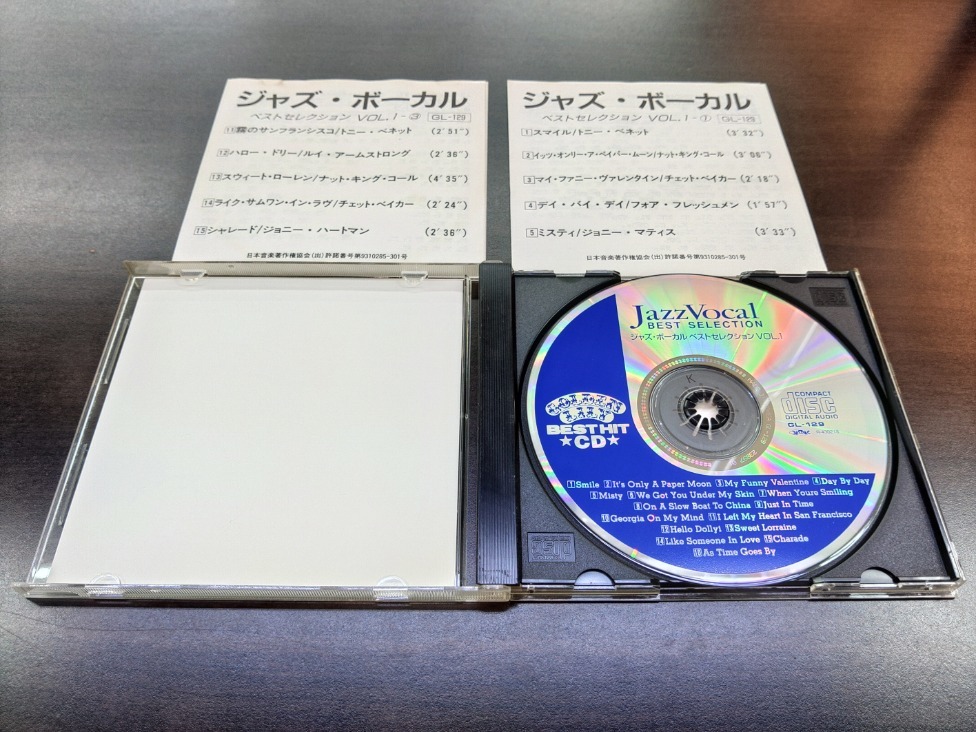 ジャズ・ボーカル
ベストセレクション VOL.1-③ GL-129
11霧のサンフランシスコ/トニー・ベネット (2′51″)
12ハロー・ドリー/ルイ・アームストロング (2′36″)
13スウィート・ローレン/ナット・キング・コール (4′35″)
14ライク・サムワン・イン・ラヴ/チェット・ベイカー (2′24″)
15シャレード/ジョニー・ハートマン (2′36″)
日本音楽著作権協会(出)許諾番号第9310285-301号
ジャズ・ボーカル
ベストセレクション VOL.1-① GL-129
1スマイル/トニー・ベネット (3′32″)
2イッツ・オンリー・ア・ペイパー・ムーン/ナット・キング・コール (3′06″)
3マイ・ファニー・ヴァレンタイン/チェット・ベイカー (2′18″)
4デイ・バイ・デイ/フォア・フレッシュメン (1′57″)
5ミスティ/ジョニー・マティス (3′33″)
日本音楽著作権協会(出)許諾番号第9310285-301号
JazzVocal
BEST SELECTION
ジャズ・ボーカル ベストセレクション VOL.1
K
BEST HIT
★CD★
COMPACT
disc
DIGITAL AUDIO
GL-129
1Smile 2It's Only A Paper Moon 3My Funny Valentine 4Day By Day
5Misty 6We Got You Under My Skin 7When Youre Smiling
8On A Slow Boat To China 9Just In Time
10Georgia On My Mind 11I Left My Heart In San Francisco
12Hello Dolly! 13Sweet Lorraine
14Like Someone In Love 15Charade
16As Time Goes By